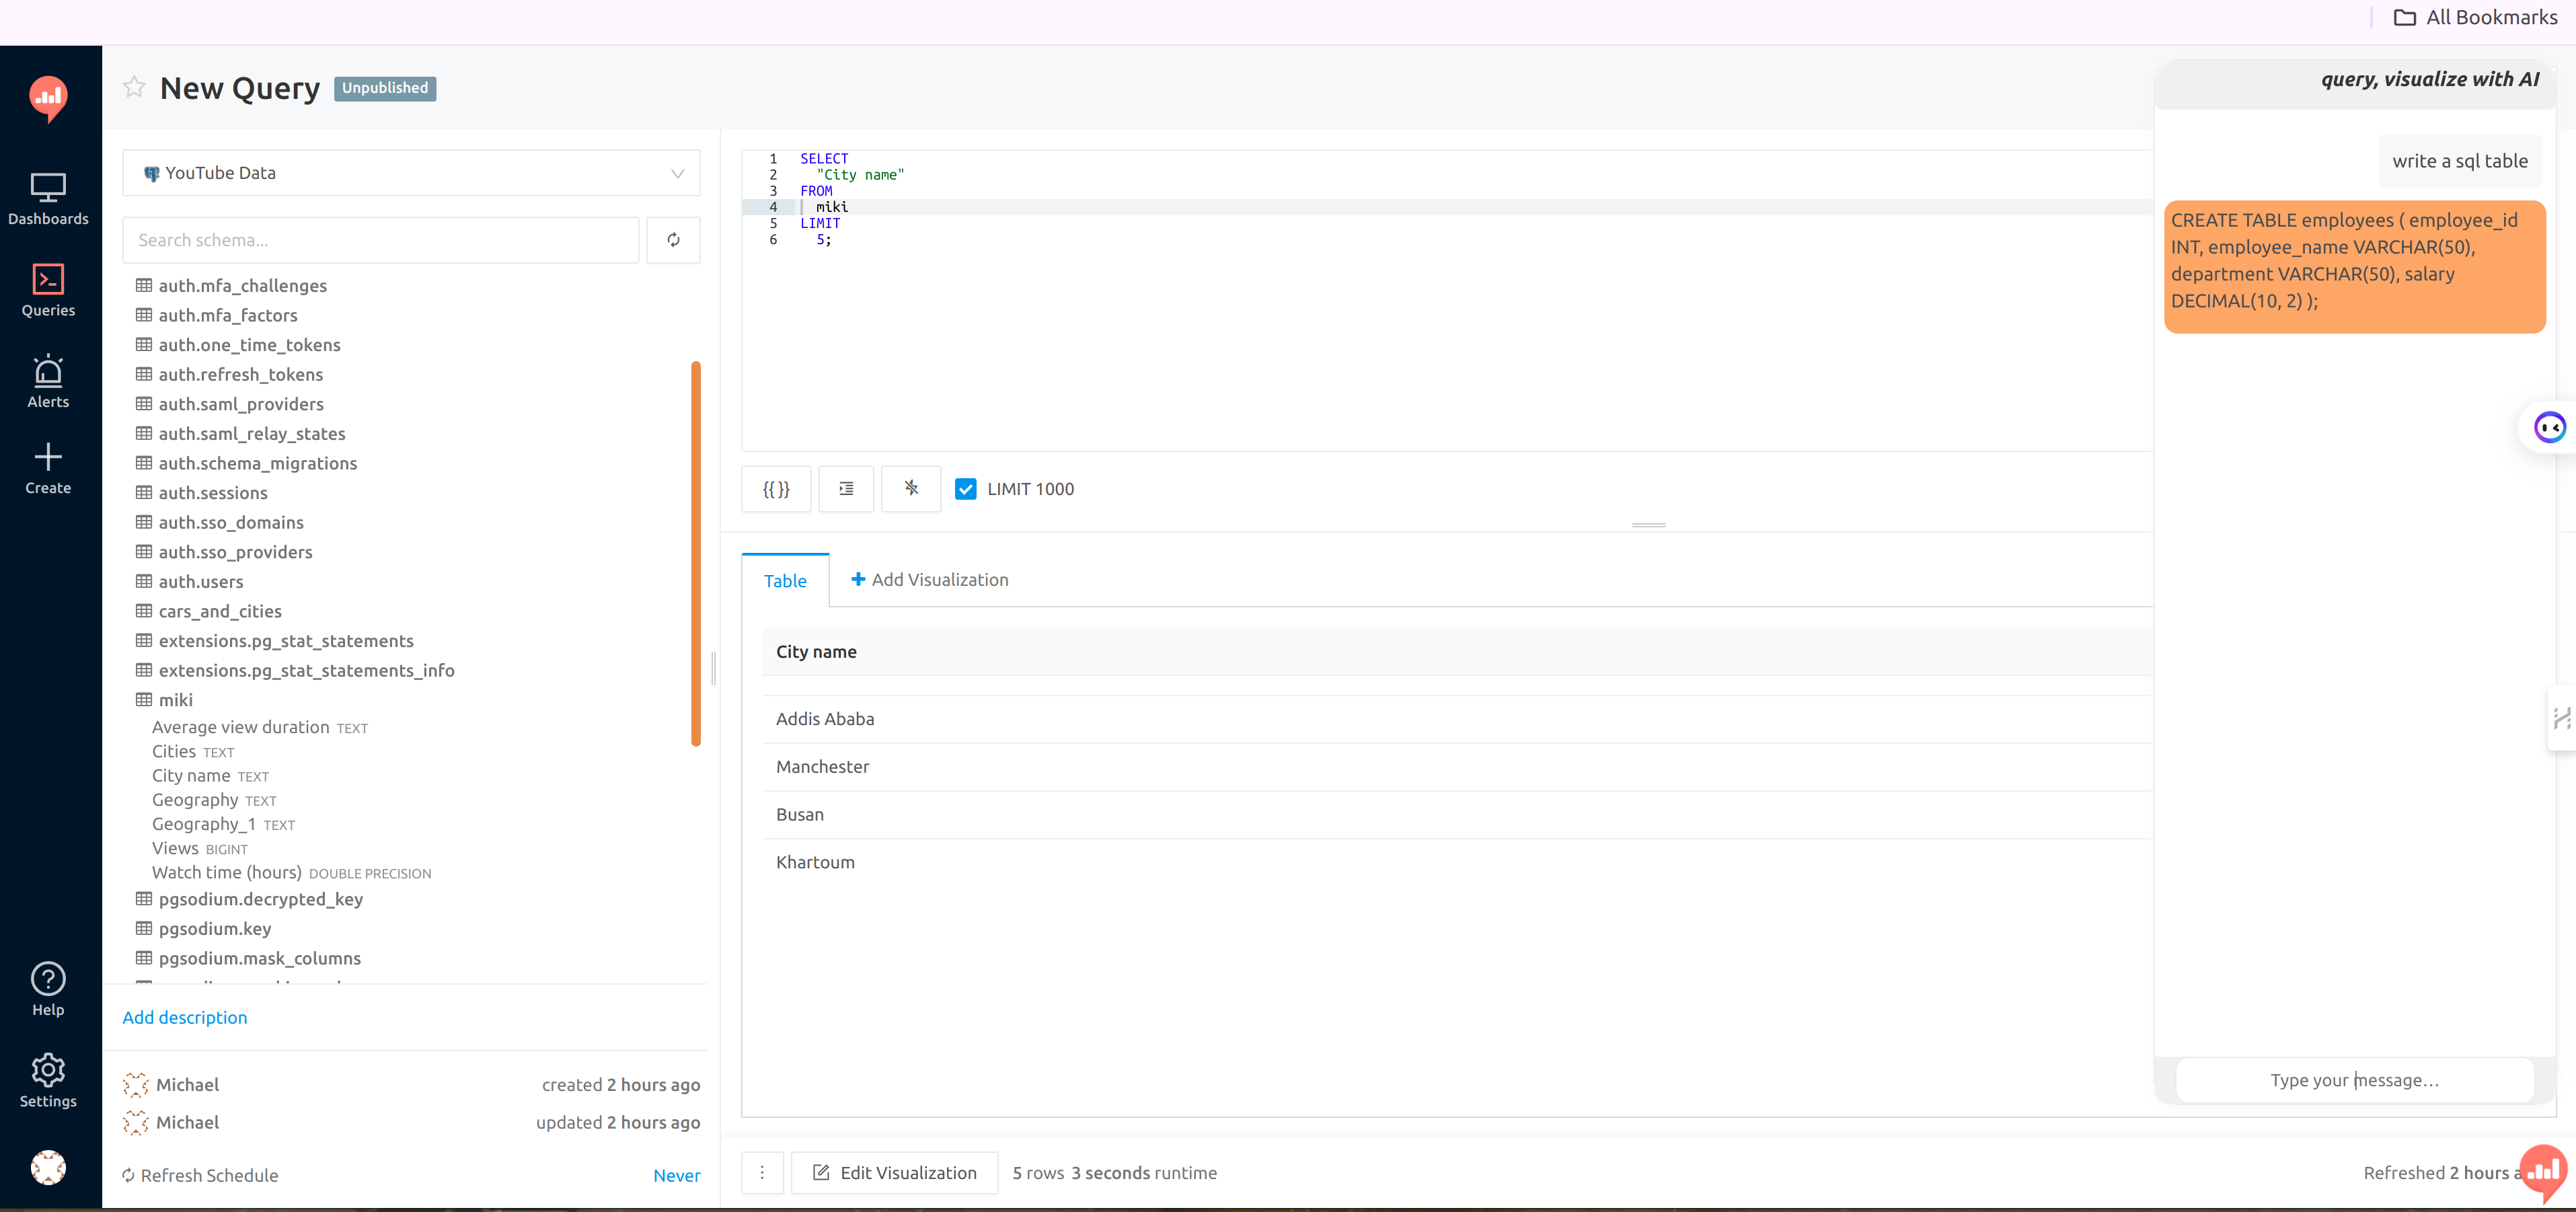 All Bookmarks
New Query Unpublished
Dashboards
Queries
Alerts
Create
Help
Settings
YouTube Data
Search schema...
auth.mfa_challenges
auth.mfa_factors
auth.one_time_tokens
auth.refresh_tokens
auth.saml_providers
auth.saml_relay_states
auth.schema_migrations
auth.sessions
auth.sso_domains
auth.sso_providers
auth.users
cars_and_cities
extensions.pg_stat_statements
extensions.pg_stat_statements_info
miki
Average view duration TEXT
Cities TEXT
City name TEXT
Geography TEXT
Geography_1 TEXT
Views BIGINT
Watch time (hours) DOUBLE PRECISION
pgsodium.decrypted_key
pgsodium.key
pgsodium.mask_columns
Add description
Michael created 2 hours ago
Michael updated 2 hours ago
Refresh Schedule Never
1 SELECT
2 "City name"
3 FROM
4 miki
5 LIMIT
6 5;
{{ }} LIMIT 1000
Table Add Visualization
City name
Addis Ababa
Manchester
Busan
Khartoum
Edit Visualization 5 rows 3 seconds runtime
Refreshed 2 hours a
query, visualize with AI
write a sql table
CREATE TABLE employees ( employee_id
INT, employee_name VARCHAR(50),
department VARCHAR(50), salary
DECIMAL(10, 2) );
Type your message...